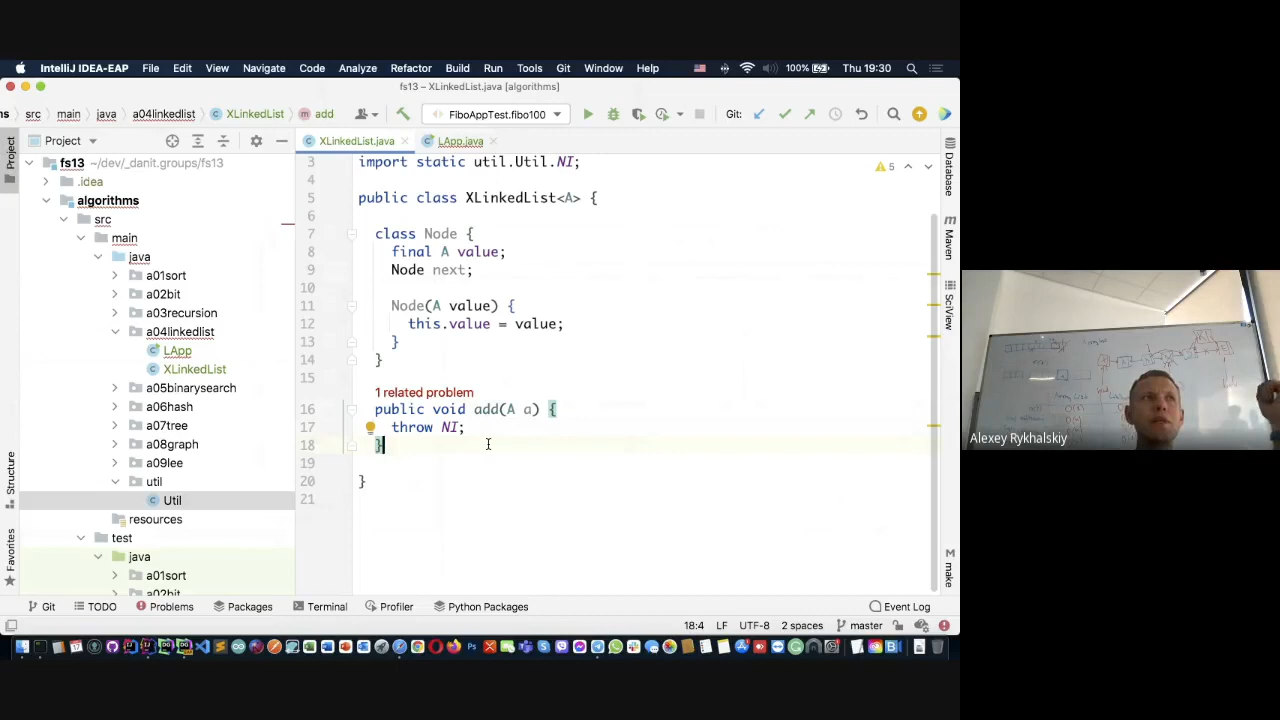 IntelliJ IDEA-EAP File Edit View Navigate Code Analyze Refactor Build Run Tools Git Window Help 100% Thu 19:30
fs13 – XLinkedList.java [algorithms]
ns src main java a04linkedlist XLinkedList add FiboAppTest.fibo100 Git:
Project XLinkedList.java LApp.java
fs13 ~/dev/_danit.groups/fs13
.idea
algorithms
src
main
java
a01sort
a02bit
a03recursion
a04linkedlist
LApp
XLinkedList
a05binarysearch
a06hash
a07tree
a08graph
a09lee
util
Util
resources
test
java
a01sort
a02bit
3 import static util.Util.NI;
4
5 public class XLinkedList<A> {
6
7 class Node {
8 final A value;
9 Node next;
10
11 Node(A value) {
12 this.value = value;
13 }
14 }
15
1 related problem
16 public void add(A a) {
17 throw NI;
18 }
19
20 }
21
5
Project
Structure
Favorites
Database
Maven
SciView
make
Git TODO Problems Packages Terminal Profiler Python Packages Event Log
18:4 LF UTF-8 2 spaces master
Alexey Rykhalskiy